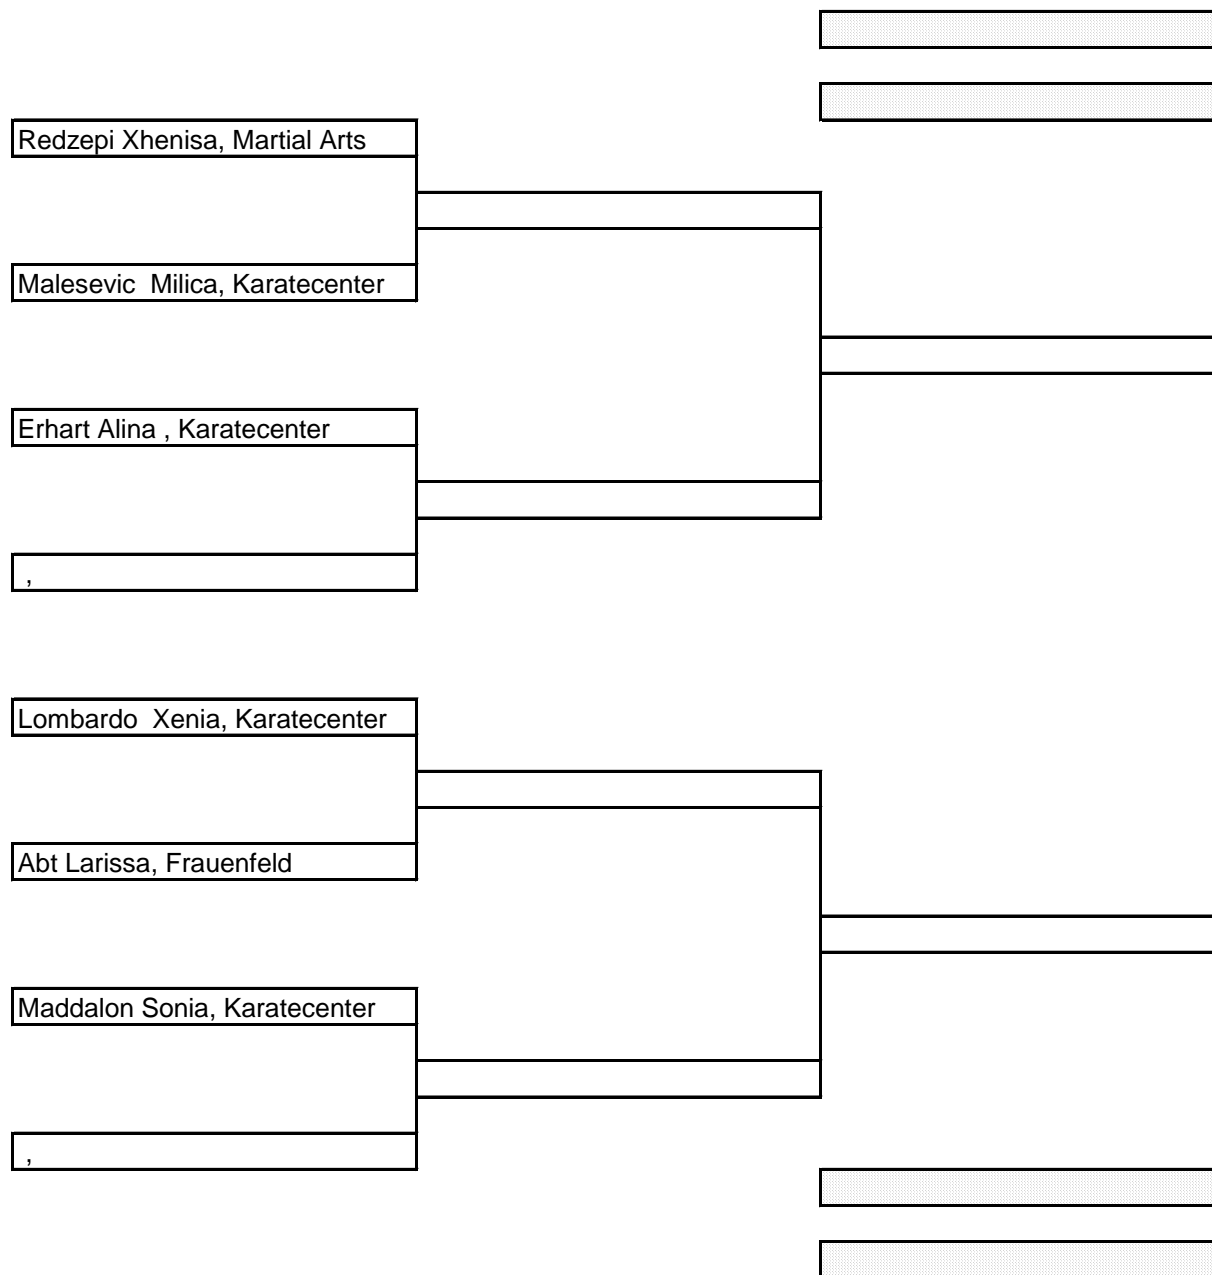 Redzepi Xhenisa, Martial Arts
Malesevic  Milica, Karatecenter
Erhart Alina , Karatecenter
,
Lombardo  Xenia, Karatecenter
Abt Larissa, Frauenfeld
Maddalon Sonia, Karatecenter
,